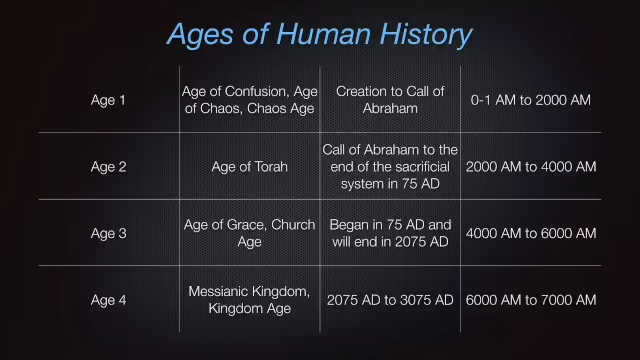 Ages of Human History
Age 1
Age of Confusion, Age
of Chaos, Chaos Age
Creation to Call of
Abraham
0-1 AM to 2000 AM
Age 2
Age of Torah
Call of Abraham to the
end of the sacrificial
system in 75 AD
2000 AM to 4000 AM
Age 3
Age of Grace, Church
Age
Began in 75 AD and
will end in 2075 AD
4000 AM to 6000 AM
Age 4
Messianic Kingdom,
Kingdom Age
2075 AD to 3075 AD
6000 AM to 7000 AM